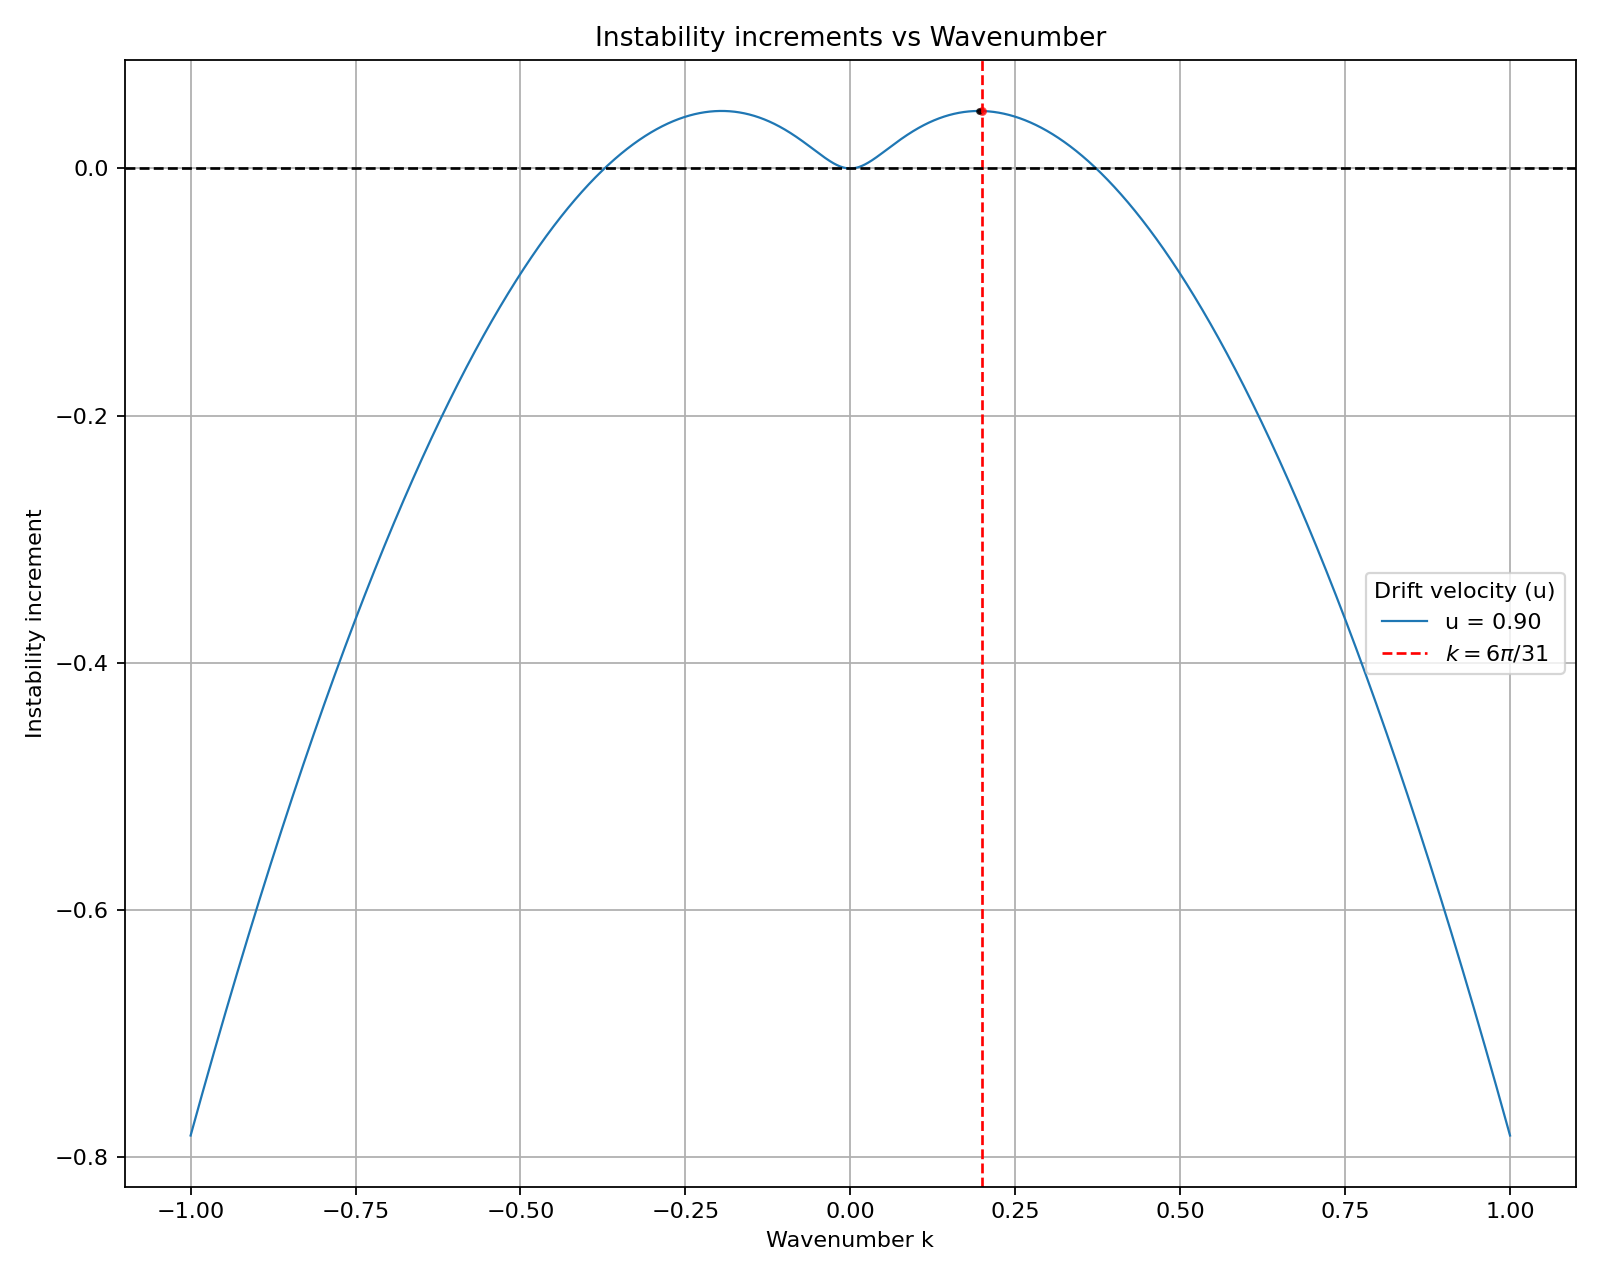 Instability increments vs Wavenumber
0.0
−0.2
−0.4
−0.6
−0.8
Instability increment
Drift velocity (u)
u = 0.90
k = 6π/31
−1.00 −0.75 −0.50 −0.25 0.00 0.25 0.50 0.75 1.00
Wavenumber k